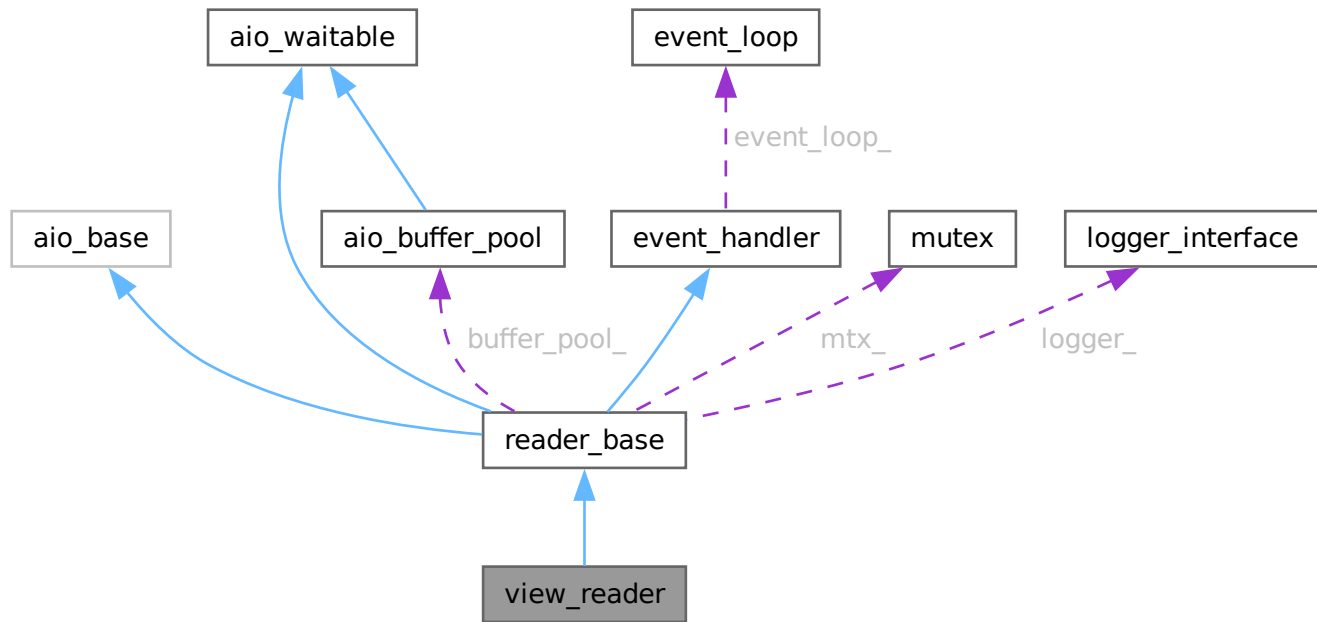 aio_waitable
event_loop
event_loop_
aio_base
aio_buffer_pool
event_handler
mutex
logger_interface
buffer_pool_
mtx_
logger_
reader_base
view_reader